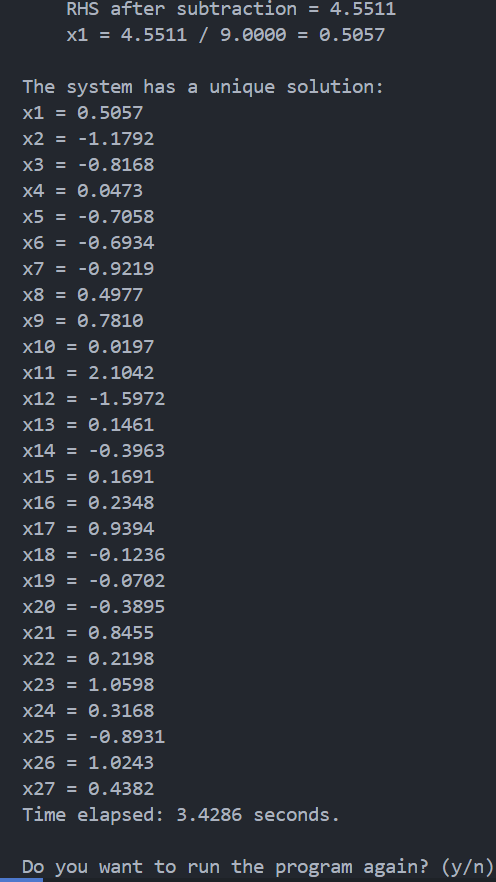 RHS after subtraction = 4.5511
x1 = 4.5511 / 9.0000 = 0.5057
The system has a unique solution:
x1 = 0.5057
x2 = -1.1792
x3 = -0.8168
x4 = 0.0473
x5 = -0.7058
x6 = -0.6934
x7 = -0.9219
x8 = 0.4977
x9 = 0.7810
x10 = 0.0197
x11 = 2.1042
x12 = -1.5972
x13 = 0.1461
x14 = -0.3963
x15 = 0.1691
x16 = 0.2348
x17 = 0.9394
x18 = -0.1236
x19 = -0.0702
x20 = -0.3895
x21 = 0.8455
x22 = 0.2198
x23 = 1.0598
x24 = 0.3168
x25 = -0.8931
x26 = 1.0243
x27 = 0.4382
Time elapsed: 3.4286 seconds.
Do you want to run the program again? (y/n)